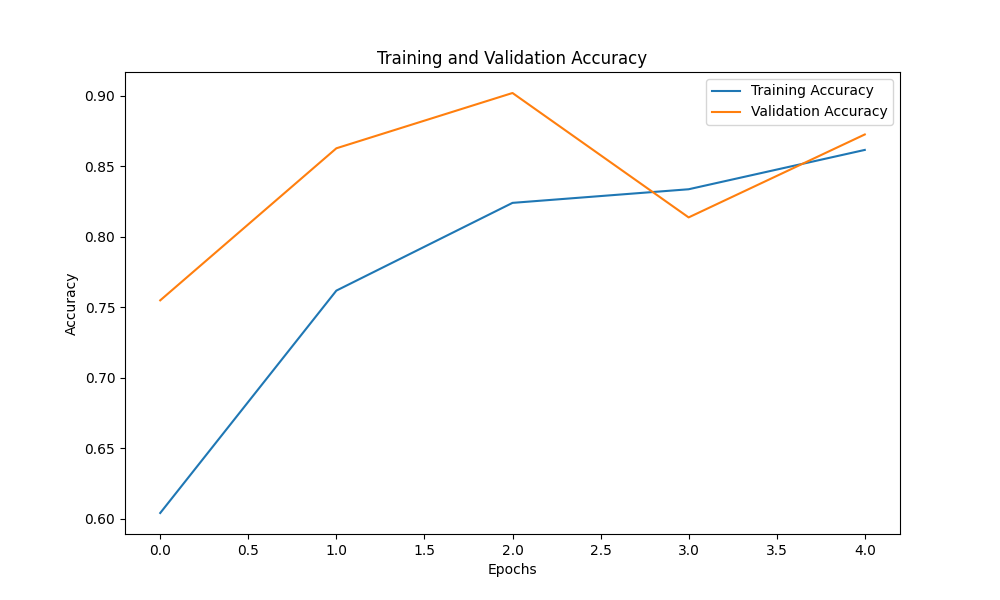 Training and Validation Accuracy
Training Accuracy
Validation Accuracy
Accuracy
0.90
0.85
0.80
0.75
0.70
0.65
0.60
0.0 0.5 1.0 1.5 2.0 2.5 3.0 3.5 4.0
Epochs